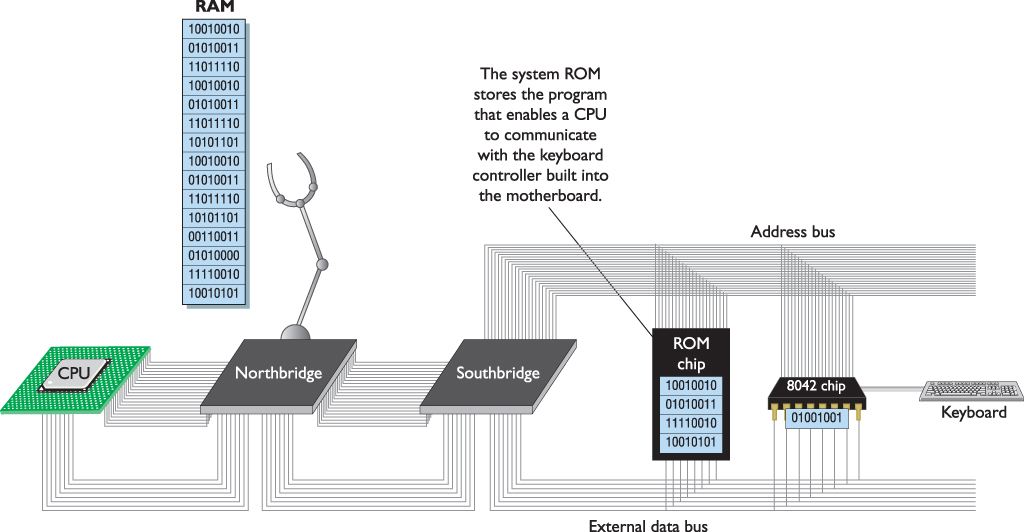 RAM
10010010
01010011
11011110
10010010
01010011
11011110
10101101
10010010
01010011
11011110
10101101
00110011
01010000
11110010
10010101
The system ROM
stores the program
that enables a CPU
to communicate
with the keyboard
controller built into
the motherboard.
Address bus
CPU
Northbridge
Southbridge
ROM
chip
10010010
01010011
11110010
10010101
8042 chip
01001001
Keyboard
External data bus